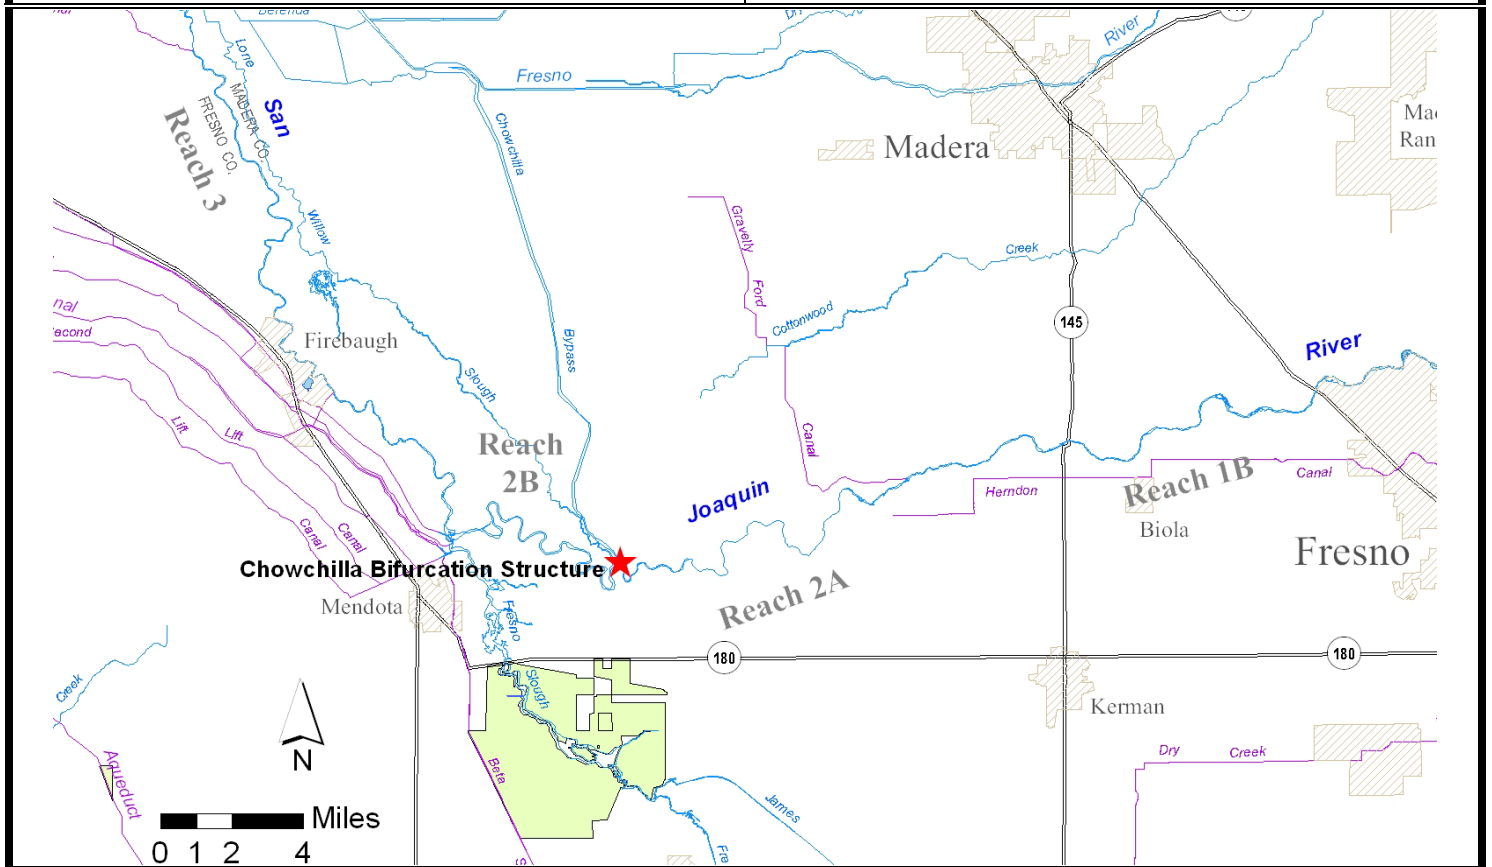 Berenda
Dry
River
Lone
Fresno
San
MADERA CO.
FRESNO CO.
Reach 3
Chowchilla
Madera
Willow
Gravelly
Ford
Creek
Cottonwood
145
River
Firebaugh
Bypass
Slough
Lift
Lift
Canal
Reach
2B
Canal
Joaquin
Herndon
Reach 1B
Canal
Biola
Fresno
Canal
Canal
Chowchilla Bifurcation Structure
Reach 2A
Mendota
Fresno
180
180
Slough
Creek
Kerman
N
Aqueduct
Beta
Dry
Creek
James
Miles
0 1 2 4